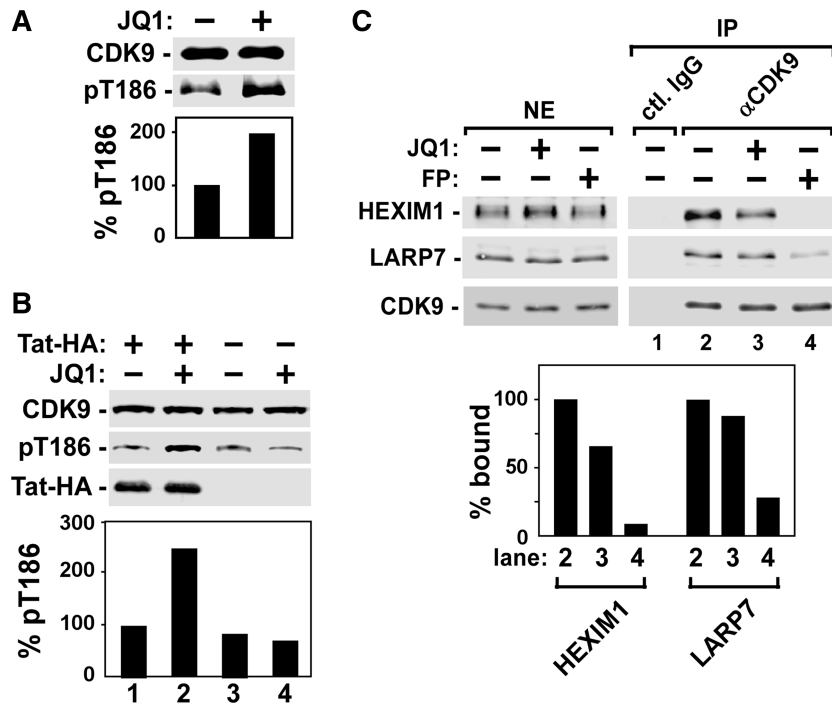 A
JQ1: – +
CDK9 -
pT186 -
% pT186
200
100
0
B
Tat-HA: + + – –
JQ1: – + – +
CDK9 -
pT186 -
Tat-HA -
% pT186
300
200
100
0
1 2 3 4
C
IP
ctl. IgG
αCDK9
NE
JQ1: – + – – – + –
FP: – – + – – – +
HEXIM1 -
LARP7 -
CDK9 -
1 2 3 4
% bound
100
50
0
lane: 2 3 4 2 3 4
HEXIM1
LARP7